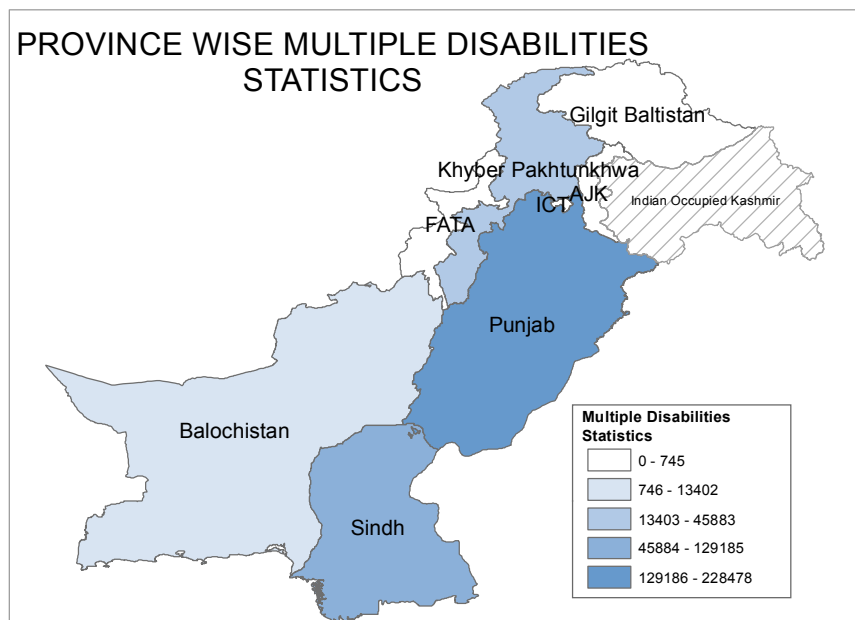 PROVINCE WISE MULTIPLE DISABILITIES
STATISTICS
Gilgit Baltistan
Khyber Pakhtunkhwa
AJK
ICT
Indian Occupied Kashmir
FATA
Punjab
Balochistan
Sindh
Multiple Disabilities
Statistics
0 - 745
746 - 13402
13403 - 45883
45884 - 129185
129186 - 228478